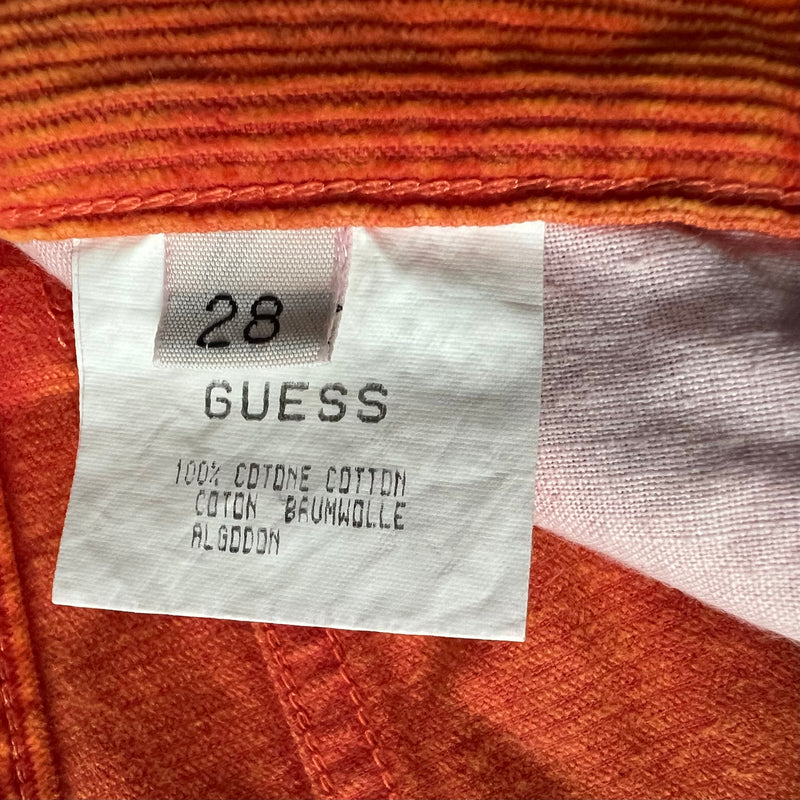 28
GUESS
100% COTONE COTTON
COTON BAUMWOLLE
ALGODON